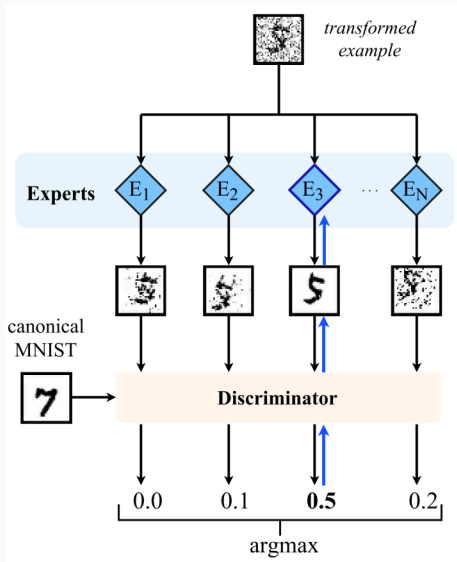 transformed
example
Experts
E1 E2 E3 ... EN
canonical
MNIST
Discriminator
0.0 0.1 0.5 0.2
argmax